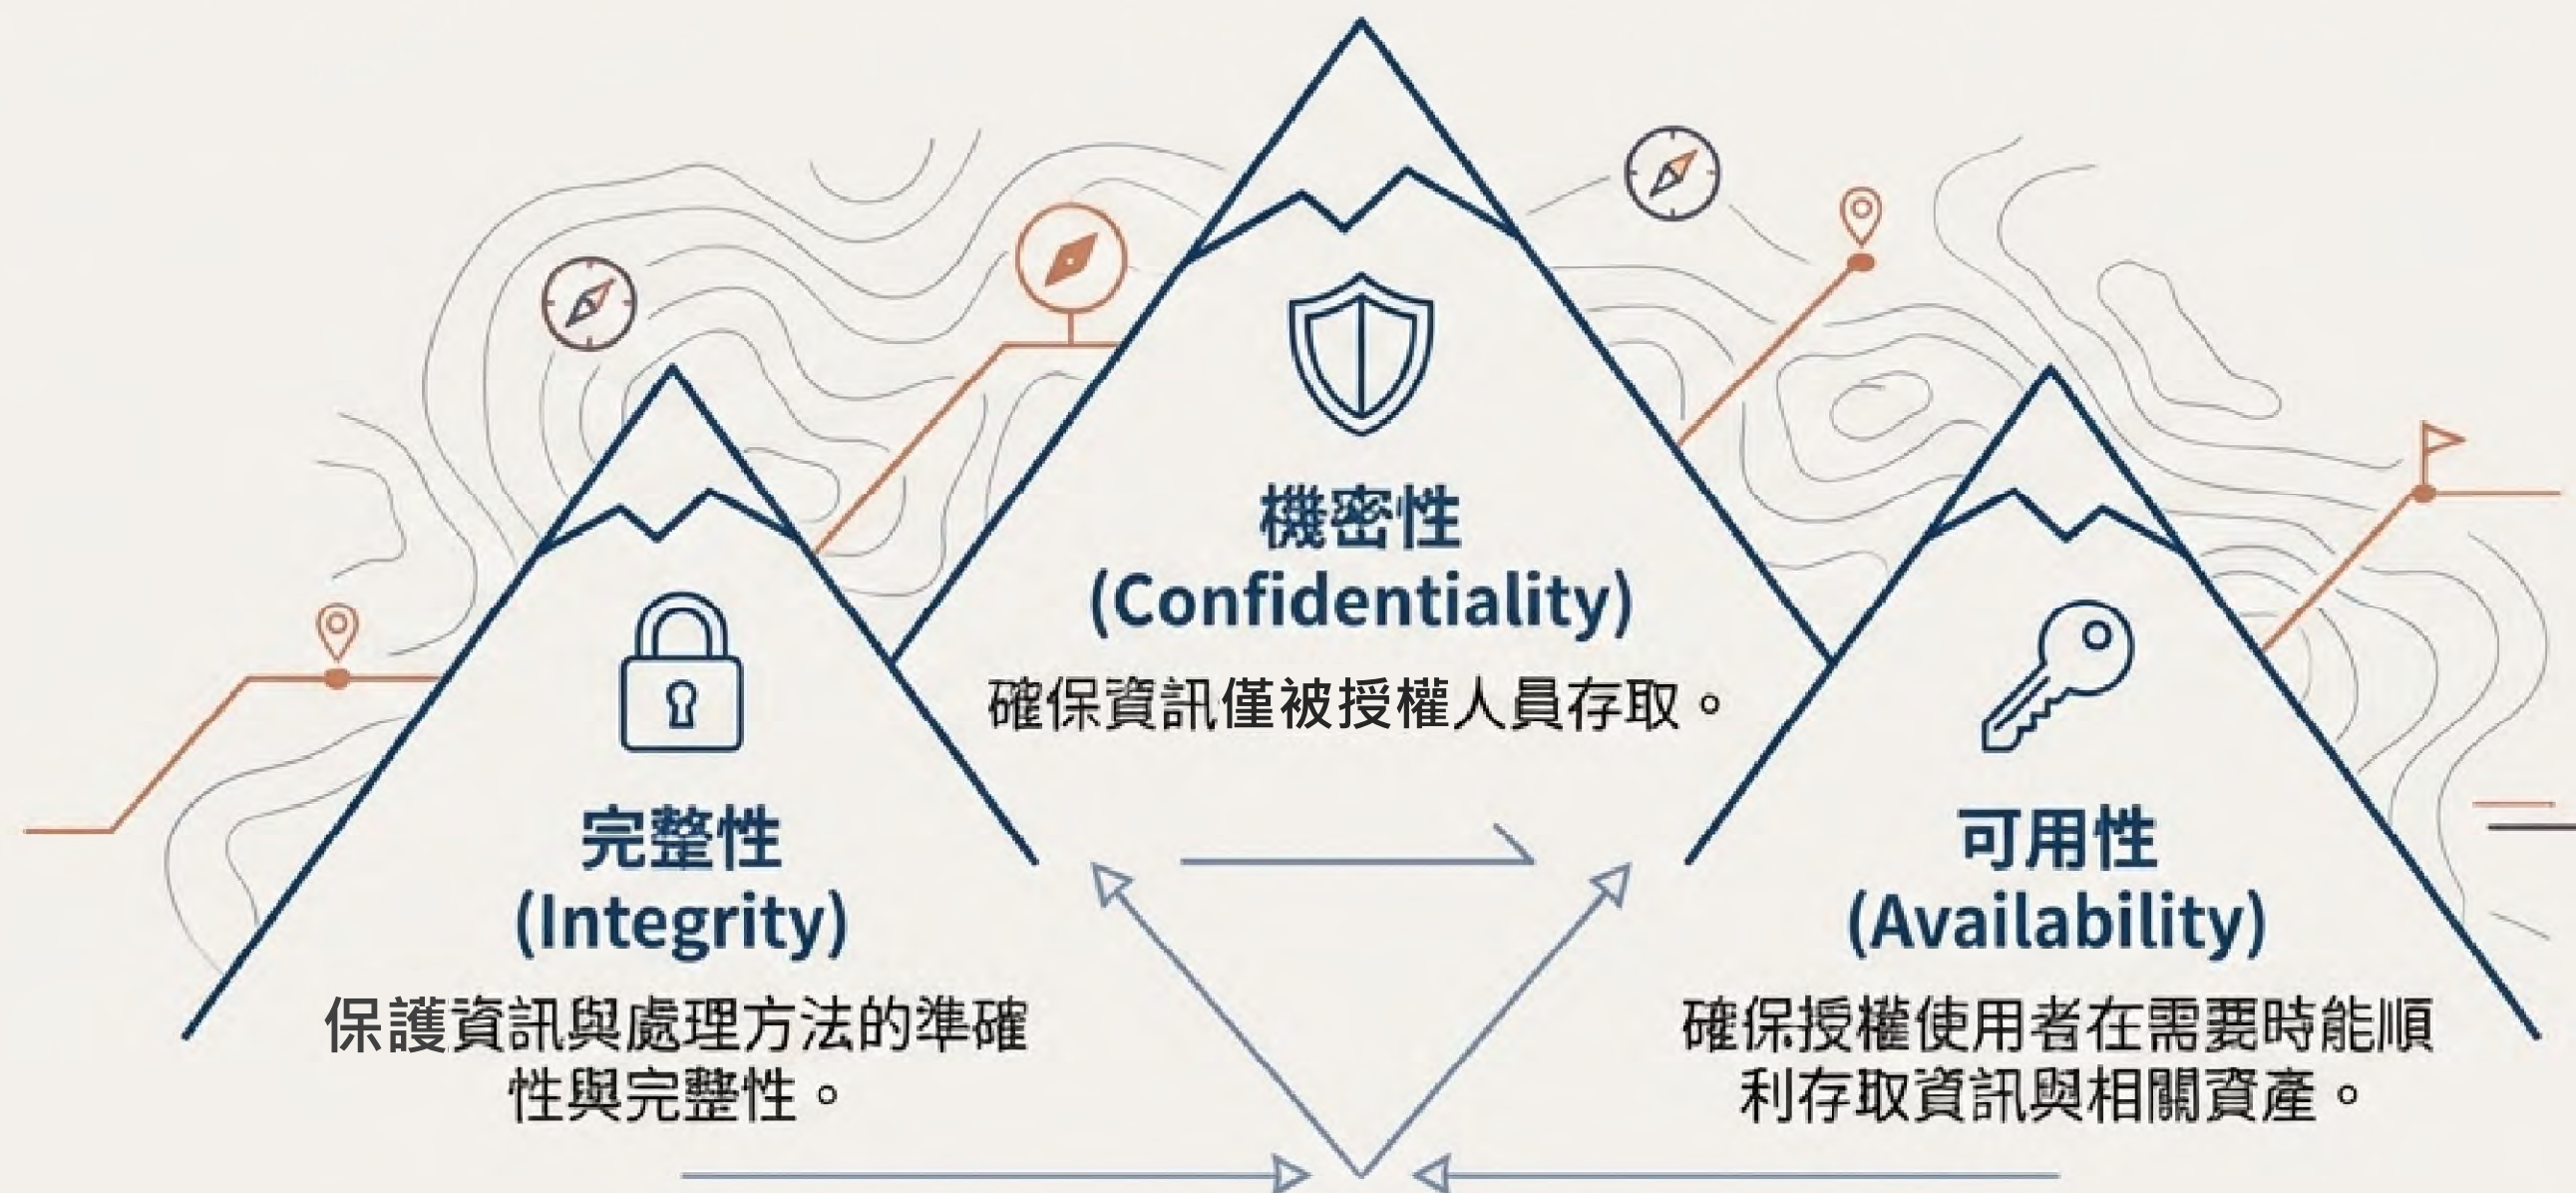 機密性
(Confidentiality)
確保資訊僅被授權人員存取。
完整性
(Integrity)
保護資訊與處理方法的準確
性與完整性。
可用性
(Availability)
確保授權使用者在需要時能順
利存取資訊與相關資產。